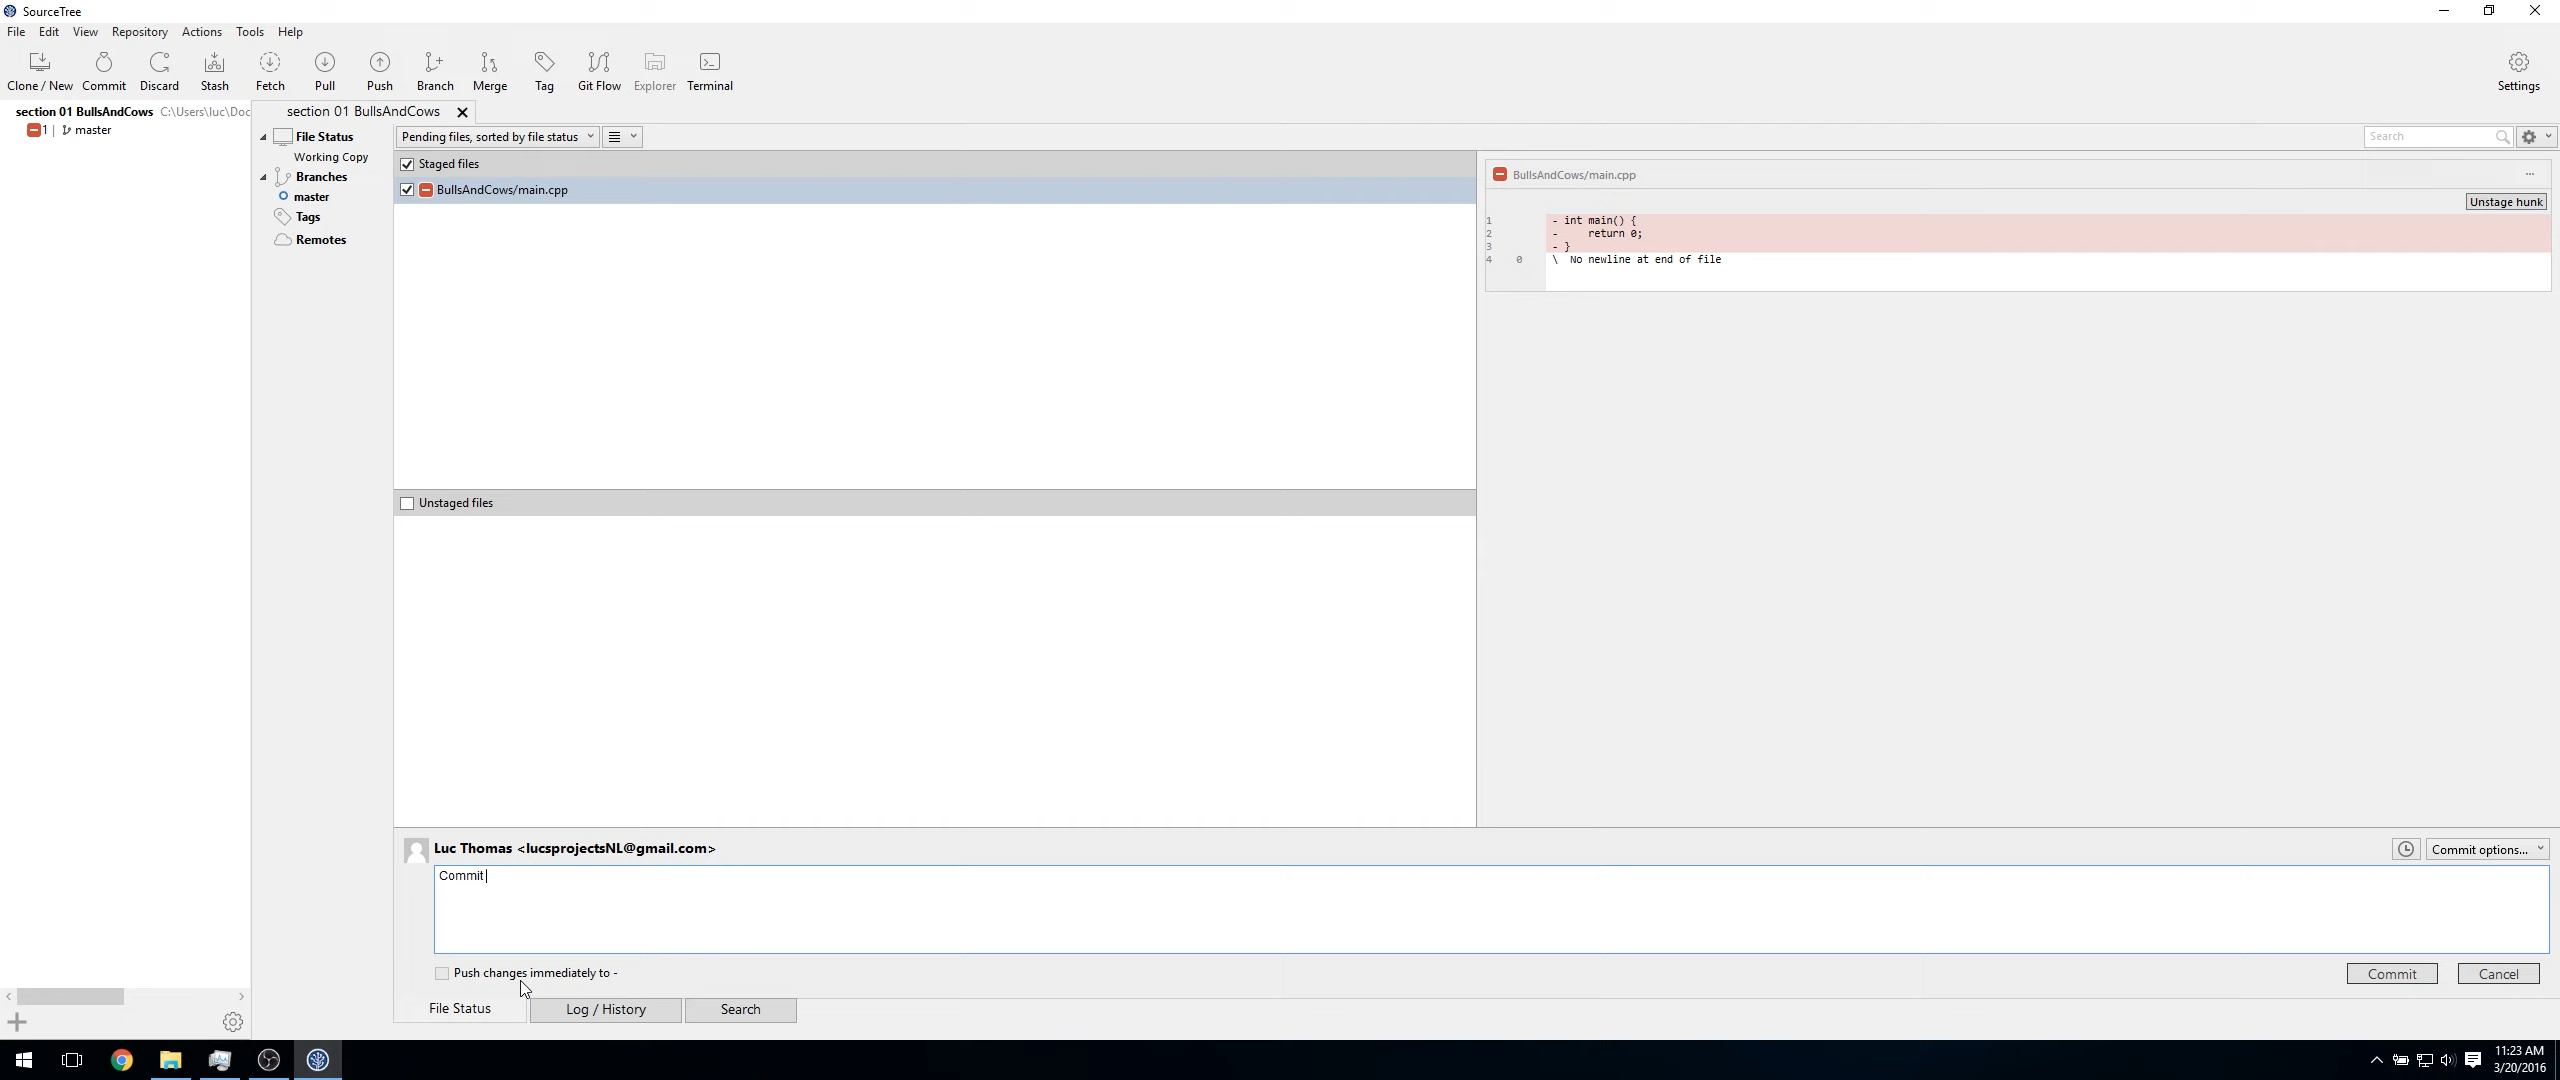 SourceTree
File Edit View Repository Actions Tools Help
Clone / New Commit Discard Stash Fetch Pull Push Branch Merge Tag Git Flow Explorer Terminal Settings
section 01 BullsAndCows C:\Users\luc\Doc
1 | master
section 01 BullsAndCows
File Status
Working Copy
Branches
master
Tags
Remotes
Pending files, sorted by file status
Search
Staged files
BullsAndCows/main.cpp
Unstaged files
BullsAndCows/main.cpp ...
Unstage hunk
1 - int main() {
2 - return 0;
3 - }
4 0 \ No newline at end of file
Luc Thomas <lucsprojectsNL@gmail.com>
Commit options...
Commit
Push changes immediately to -
Commit Cancel
File Status Log / History Search
11:23 AM
3/20/2016